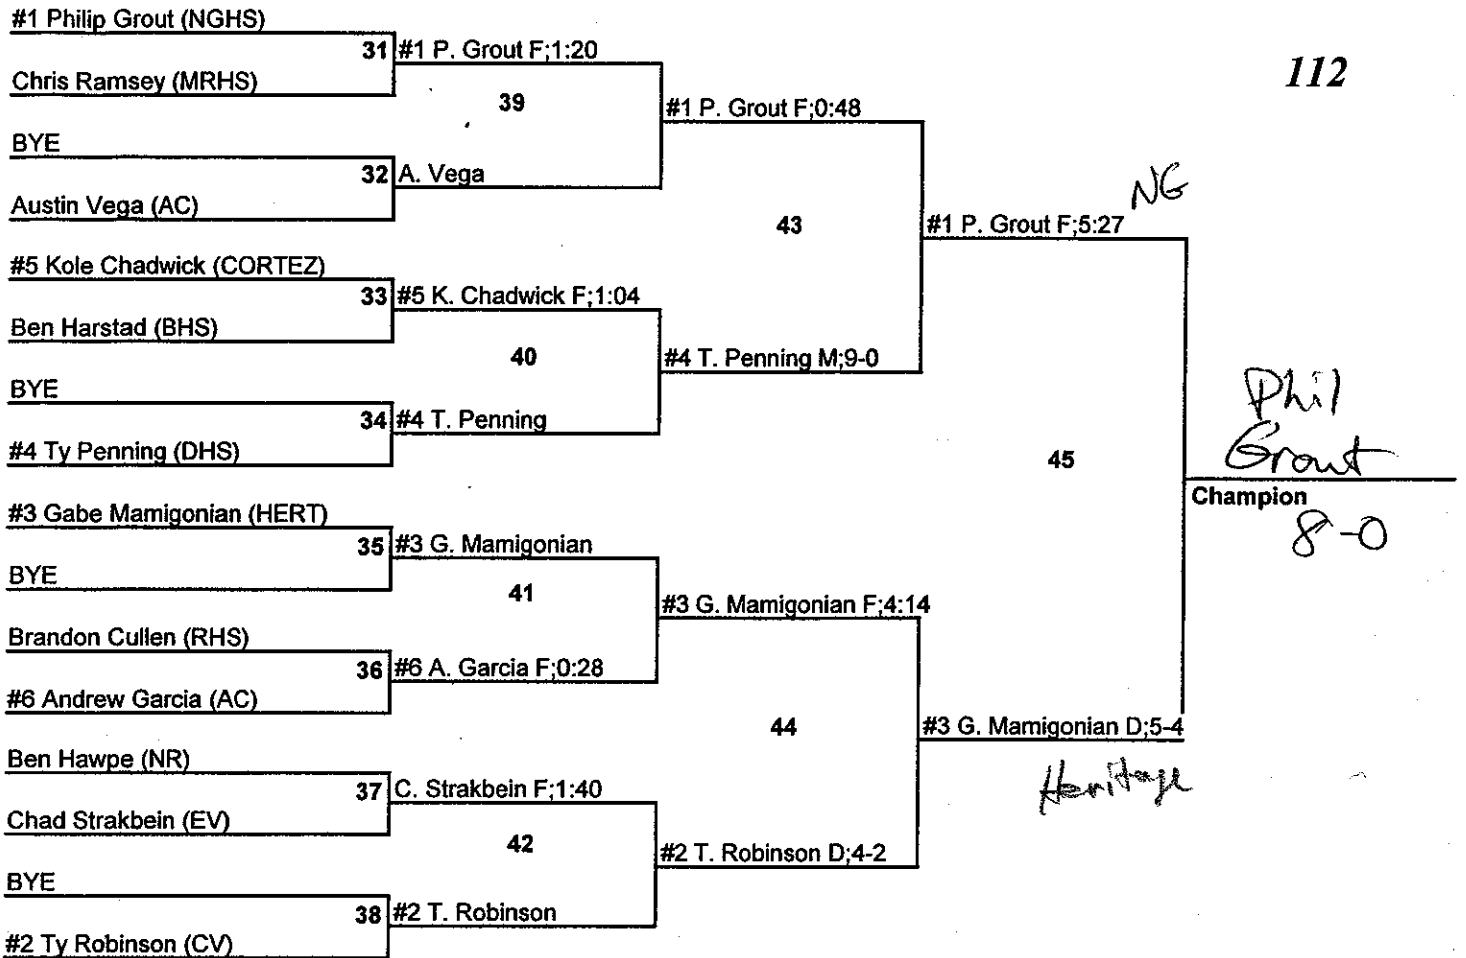 #1 Philip Grout (NGHS)
31 #1 P. Grout F;1:20
112
Chris Ramsey (MRHS)
39
#1 P. Grout F;0:48
BYE
32 A. Vega
NG
Austin Vega (AC)
43
#1 P. Grout F;5:27
#5 Kole Chadwick (CORTEZ)
33 #5 K. Chadwick F;1:04
Ben Harstad (BHS)
40
#4 T. Penning M;9-0
BYE
34 #4 T. Penning
Phil
#4 Ty Penning (DHS)
45
Grout
Champion
8-0
#3 Gabe Mamigonian (HERT)
35 #3 G. Mamigonian
BYE
41
#3 G. Mamigonian F;4:14
Brandon Cullen (RHS)
36 #6 A. Garcia F;0:28
#6 Andrew Garcia (AC)
44
#3 G. Mamigonian D;5-4
Heritage
Ben Hawpe (NR)
37 C. Strakbein F;1:40
Chad Strakbein (EV)
42
#2 T. Robinson D;4-2
BYE
38 #2 T. Robinson
#2 Ty Robinson (CV)